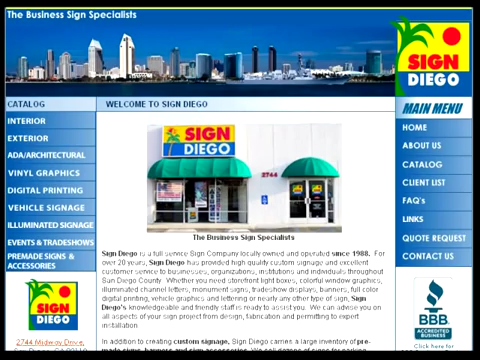 The Business Sign Specialists
SIGN
DIEGO
CATALOG
INTERIOR
EXTERIOR
ADA/ARCHITECTURAL
VINYL GRAPHICS
DIGITAL PRINTING
VEHICLE SIGNAGE
ILLUMINATED SIGNAGE
EVENTS & TRADESHOWS
PREMADE SIGNS &
ACCESSORIES
SIGN
DIEGO
2744 Midway Drive,
WELCOME TO SIGN DIEGO
SIGN
DIEGO
2744
The Business Sign Specialists
Sign Diego is a full service Sign Company locally owned and operated since 1988. For
over 20 years, Sign Diego has provided high quality custom signage and excellent
customer service to businesses, organizations, institutions and individuals throughout
San Diego County. Whether you need storefront light boxes, colorful window graphics,
illuminated channel letters, monument signs, tradeshow displays, banners, full color
digital printing, vehicle graphics and lettering or nearly any other type of sign, Sign
Diego's knowledgeable and friendly staff is ready to assist you. We can advise you on
all aspects of your sign project from design, fabrication and permitting to expert
installation.
In addition to creating custom signage, Sign Diego carries a large inventory of pre-
made signs, banners and sign accessories. We sell
MAIN MENU
HOME
ABOUT US
CATALOG
CLIENT LIST
FAQ's
LINKS
QUOTE REQUEST
CONTACT US
BBB
ACCREDITED
BUSINESS
Click here for